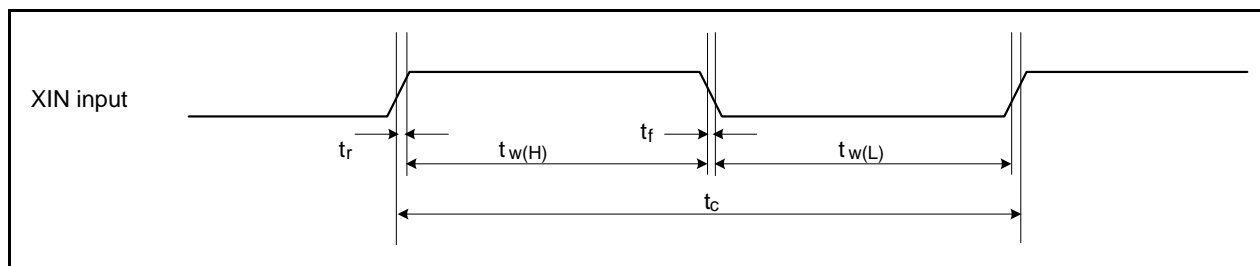 XIN input
tr
tw(H)
tf
tw(L)
tc